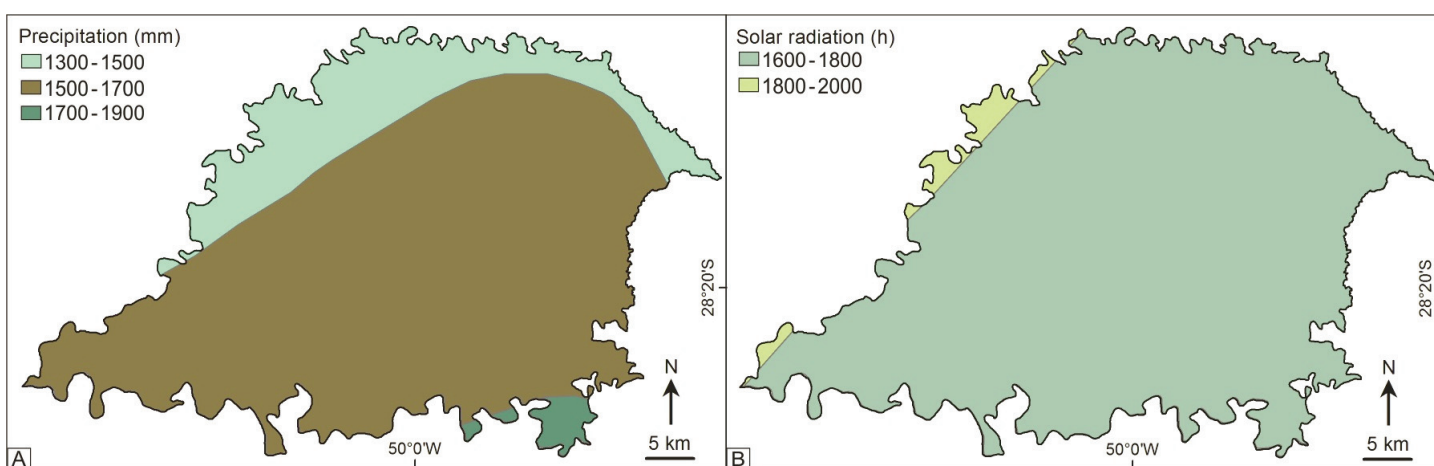 Precipitation (mm)
1300 - 1500
1500 - 1700
1700 - 1900
28°20'S
N
5 km
50°0'W
A
Solar radiation (h)
1600 - 1800
1800 - 2000
28°20'S
N
5 km
50°0'W
B